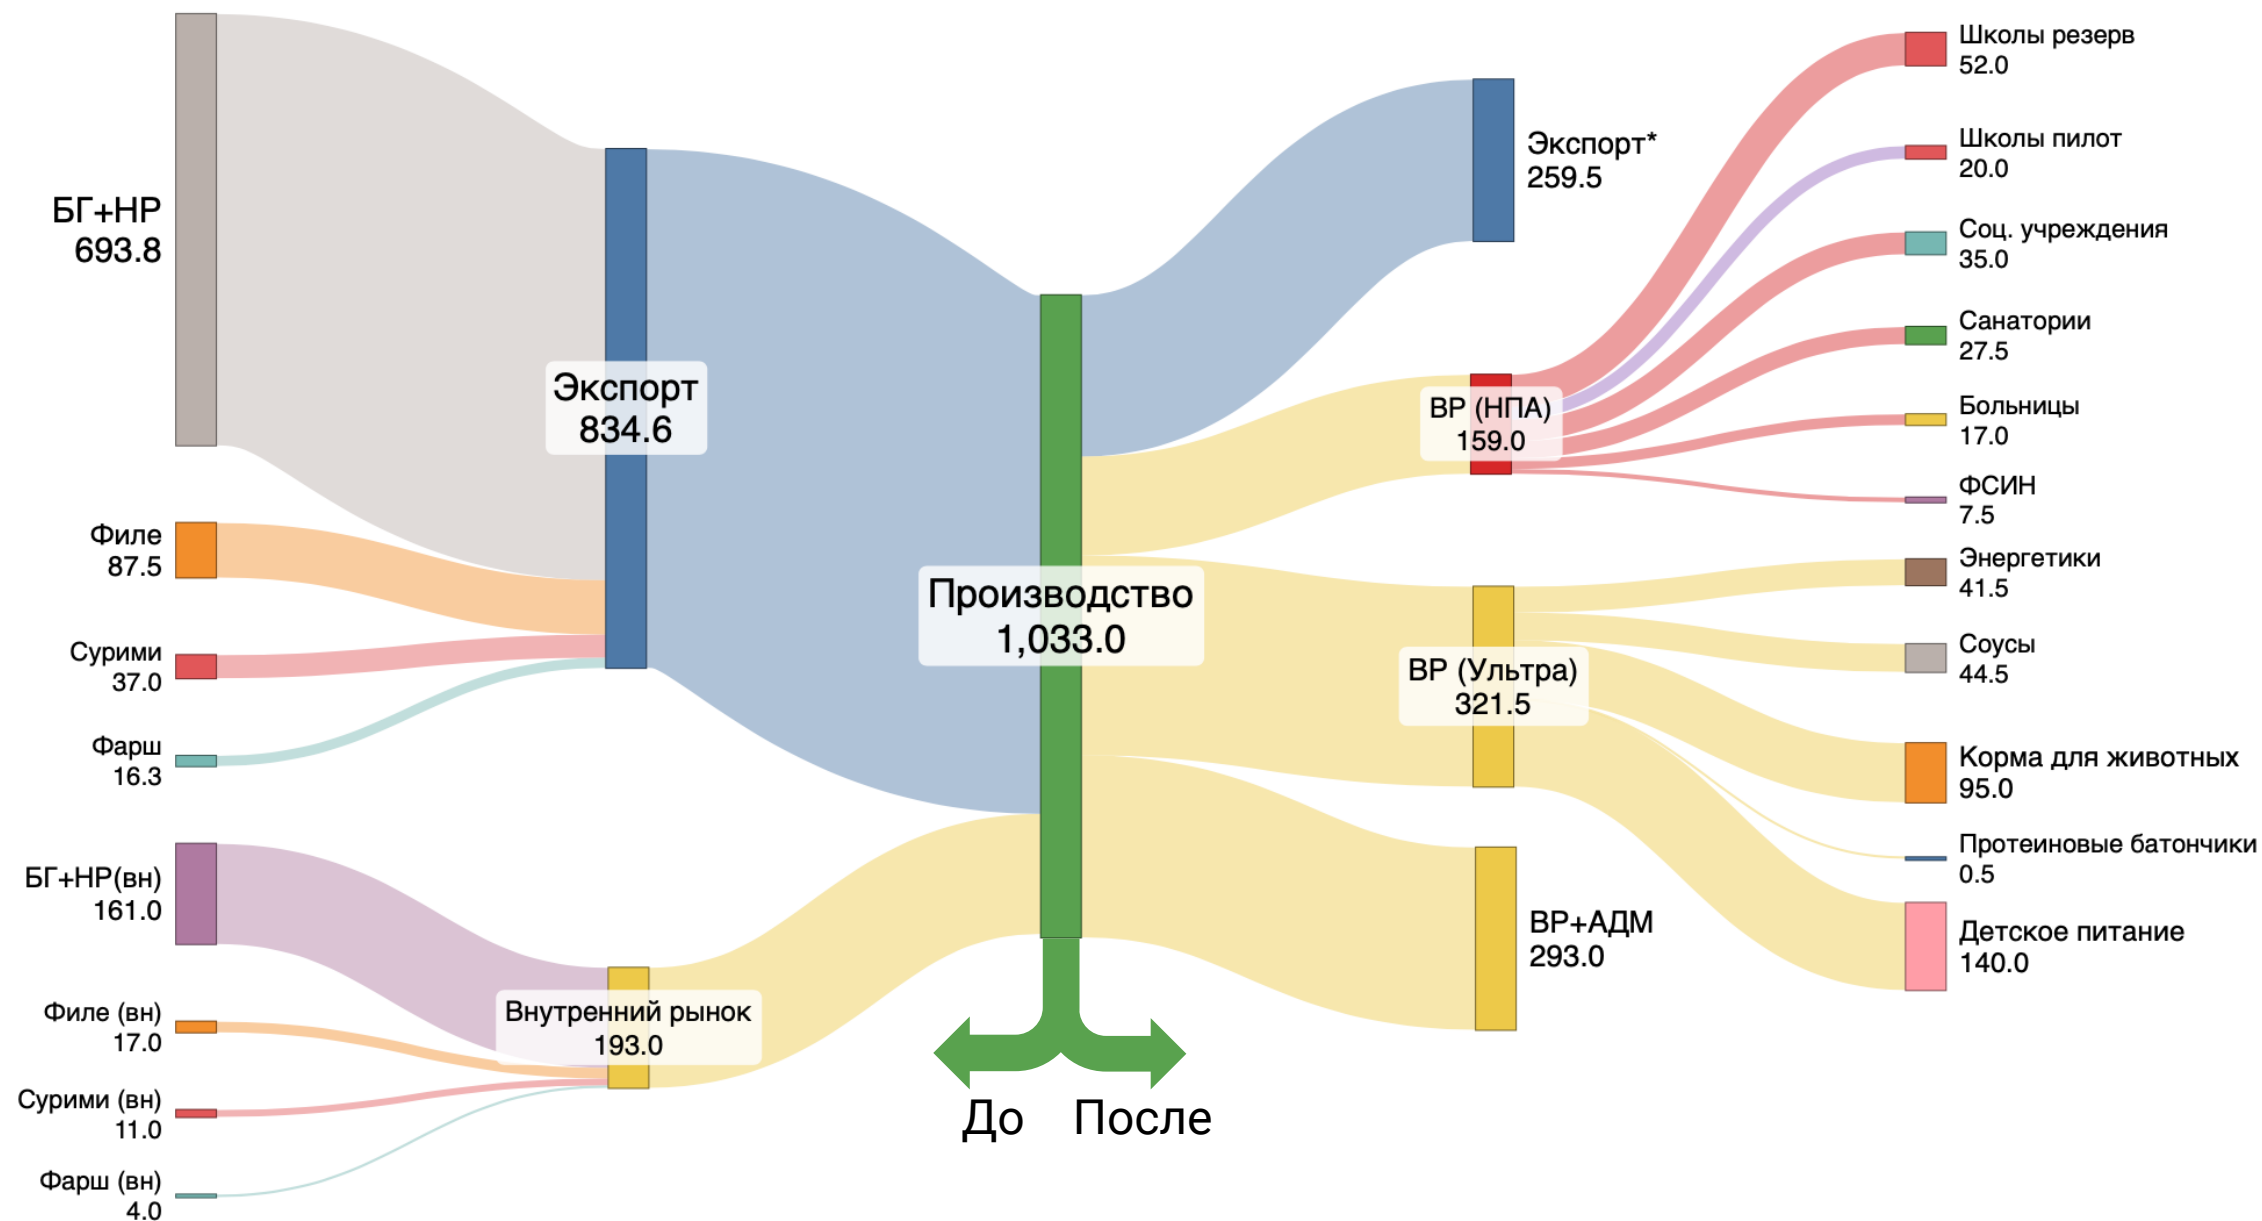 БГ+НР
693.8
Филе
87.5
Сурими
37.0
Фарш
16.3
БГ+НР(вн)
161.0
Филе (вн)
17.0
Сурими (вн)
11.0
Фарш (вн)
4.0
Экспорт
834.6
Внутренний рынок
193.0
Производство
1,033.0
До
После
Экспорт*
259.5
ВР (НПА)
159.0
ВР (Ультра)
321.5
ВР+АДМ
293.0
Школы резерв
52.0
Школы пилот
20.0
Соц. учреждения
35.0
Санатории
27.5
Больницы
17.0
ФСИН
7.5
Энергетики
41.5
Соусы
44.5
Корма для животных
95.0
Протеиновые батончики
0.5
Детское питание
140.0